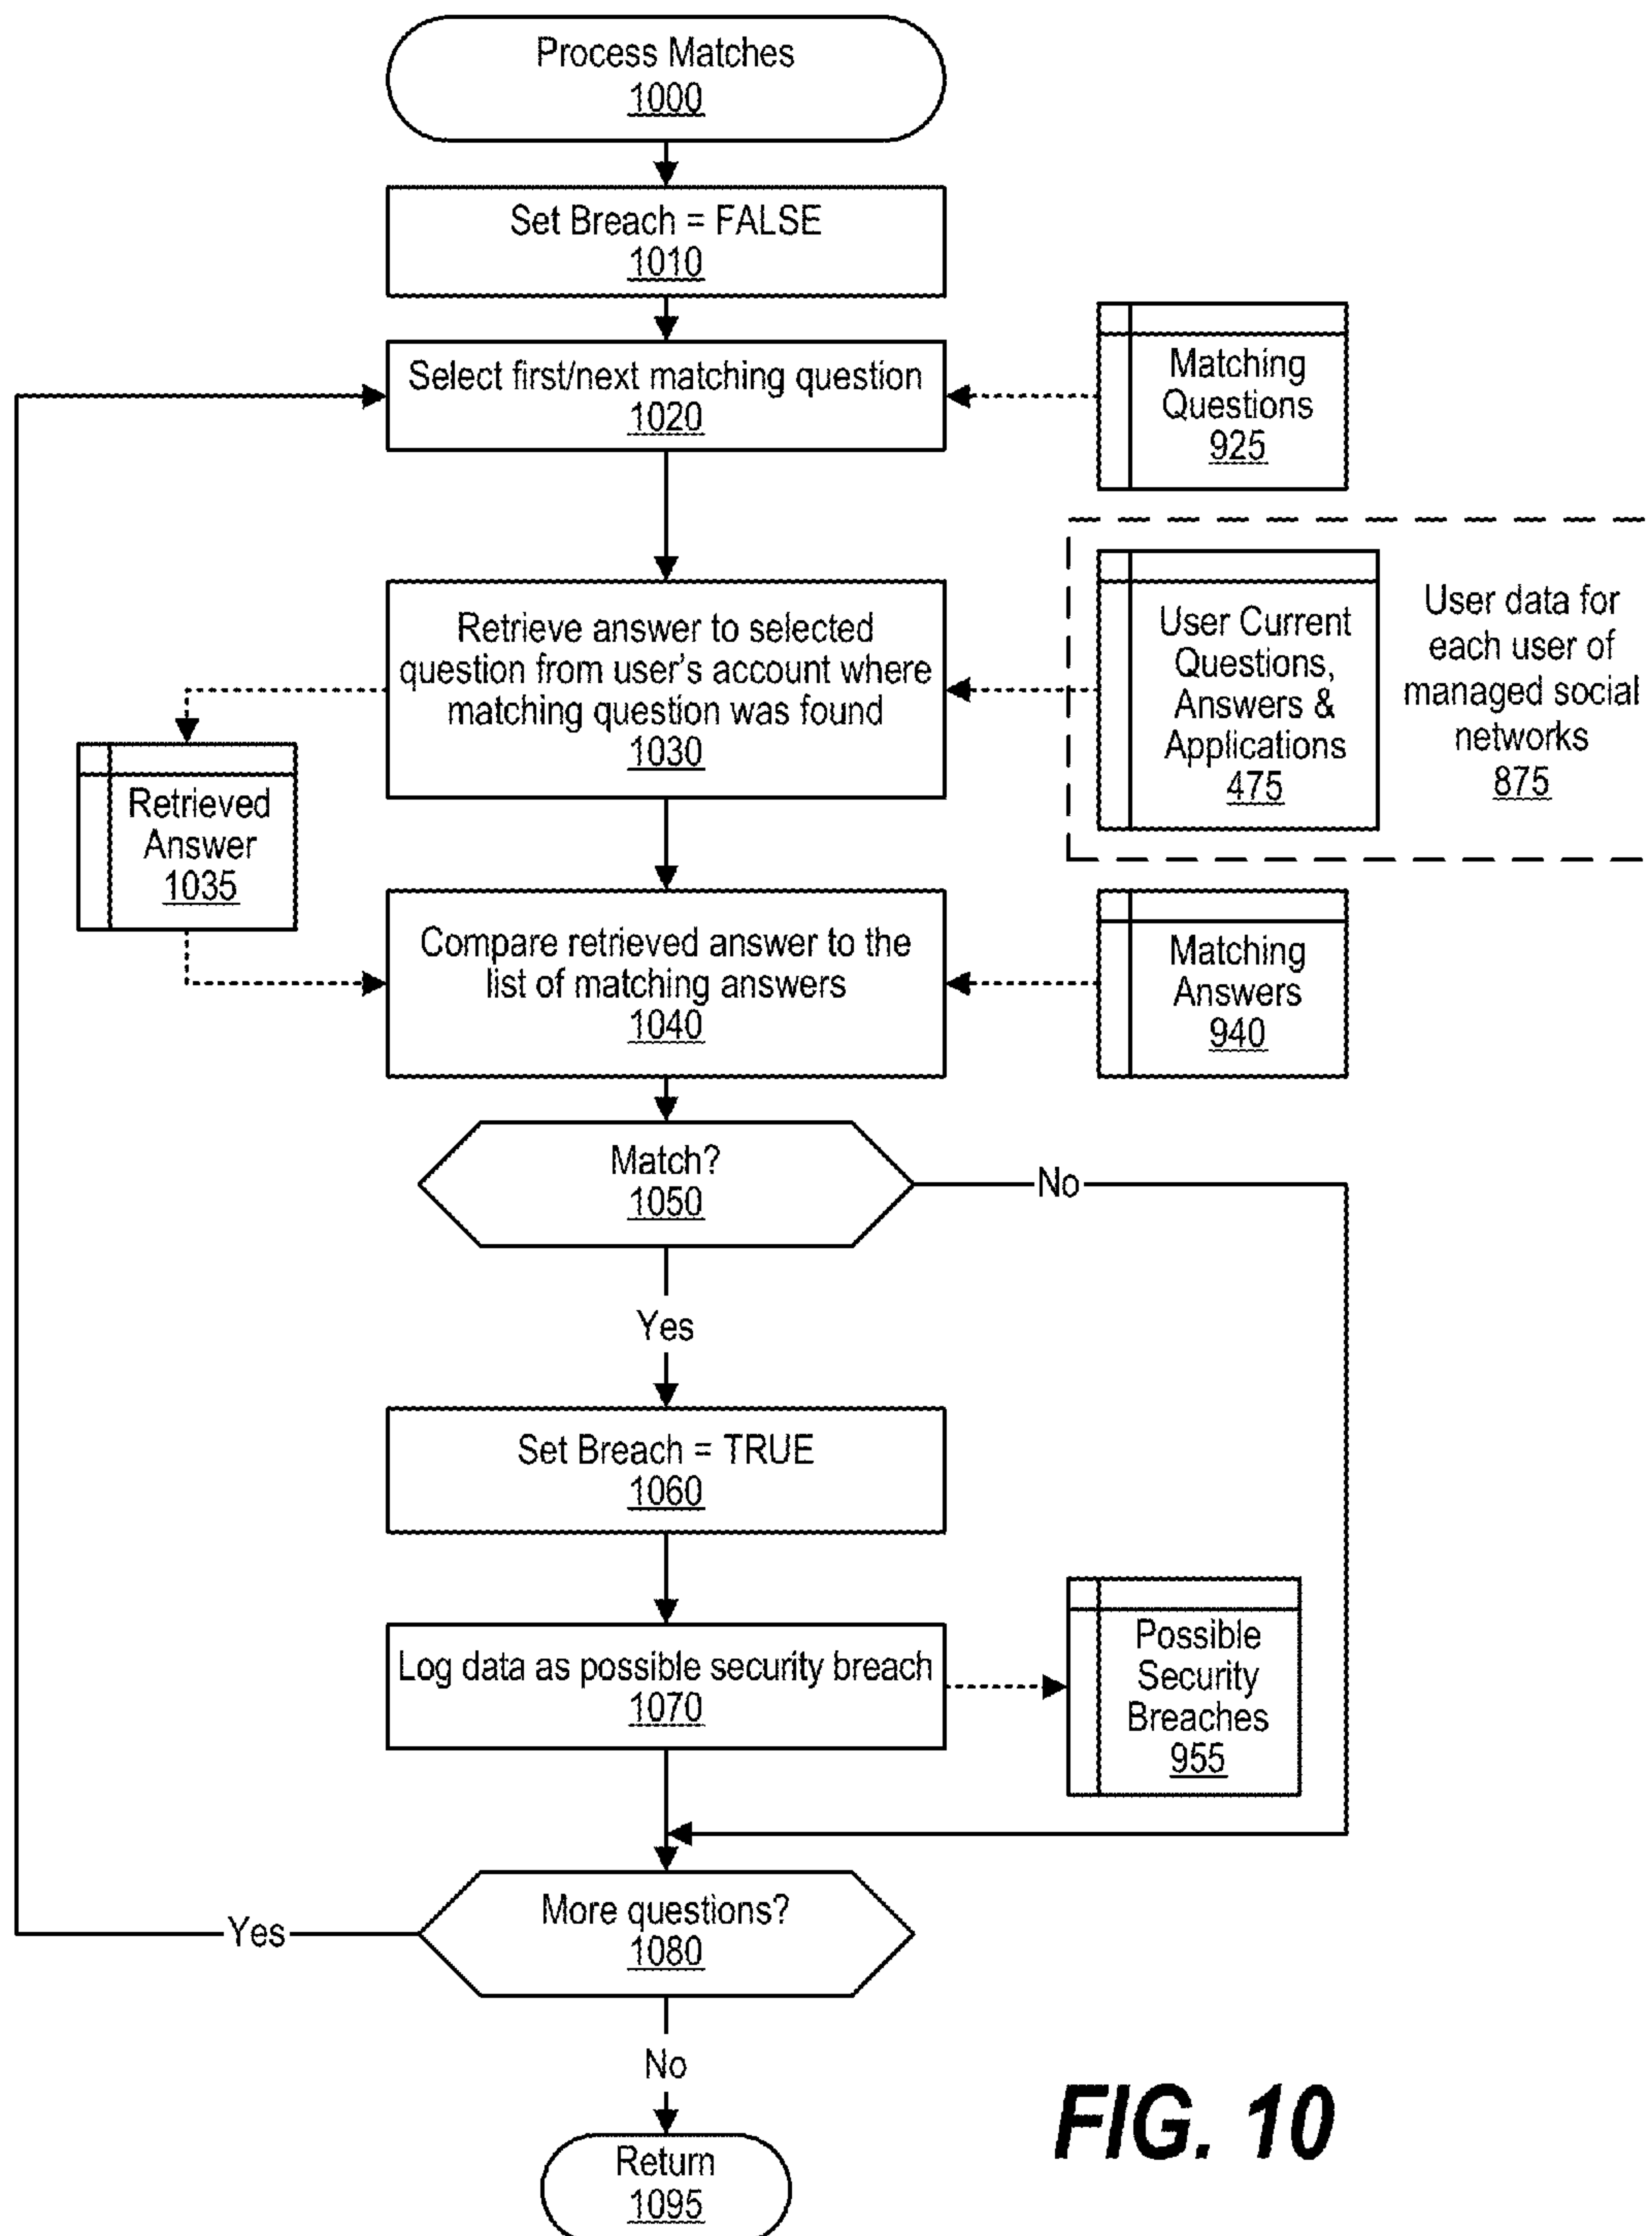 Process Matches
1000
Set Breach = FALSE
1010
Select first/next matching question
1020
Matching
Questions
925
Retrieve answer to selected
question from user's account where
matching question was found
1030
User Current
Questions,
Answers &
Applications
475
User data for
each user of
managed social
networks
875
Retrieved
Answer
1035
Compare retrieved answer to the
list of matching answers
1040
Matching
Answers
940
Match?
1050
No
Yes
Set Breach = TRUE
1060
Log data as possible security breach
1070
Possible
Security
Breaches
955
More questions?
1080
Yes
No
Return
1095
FIG. 10